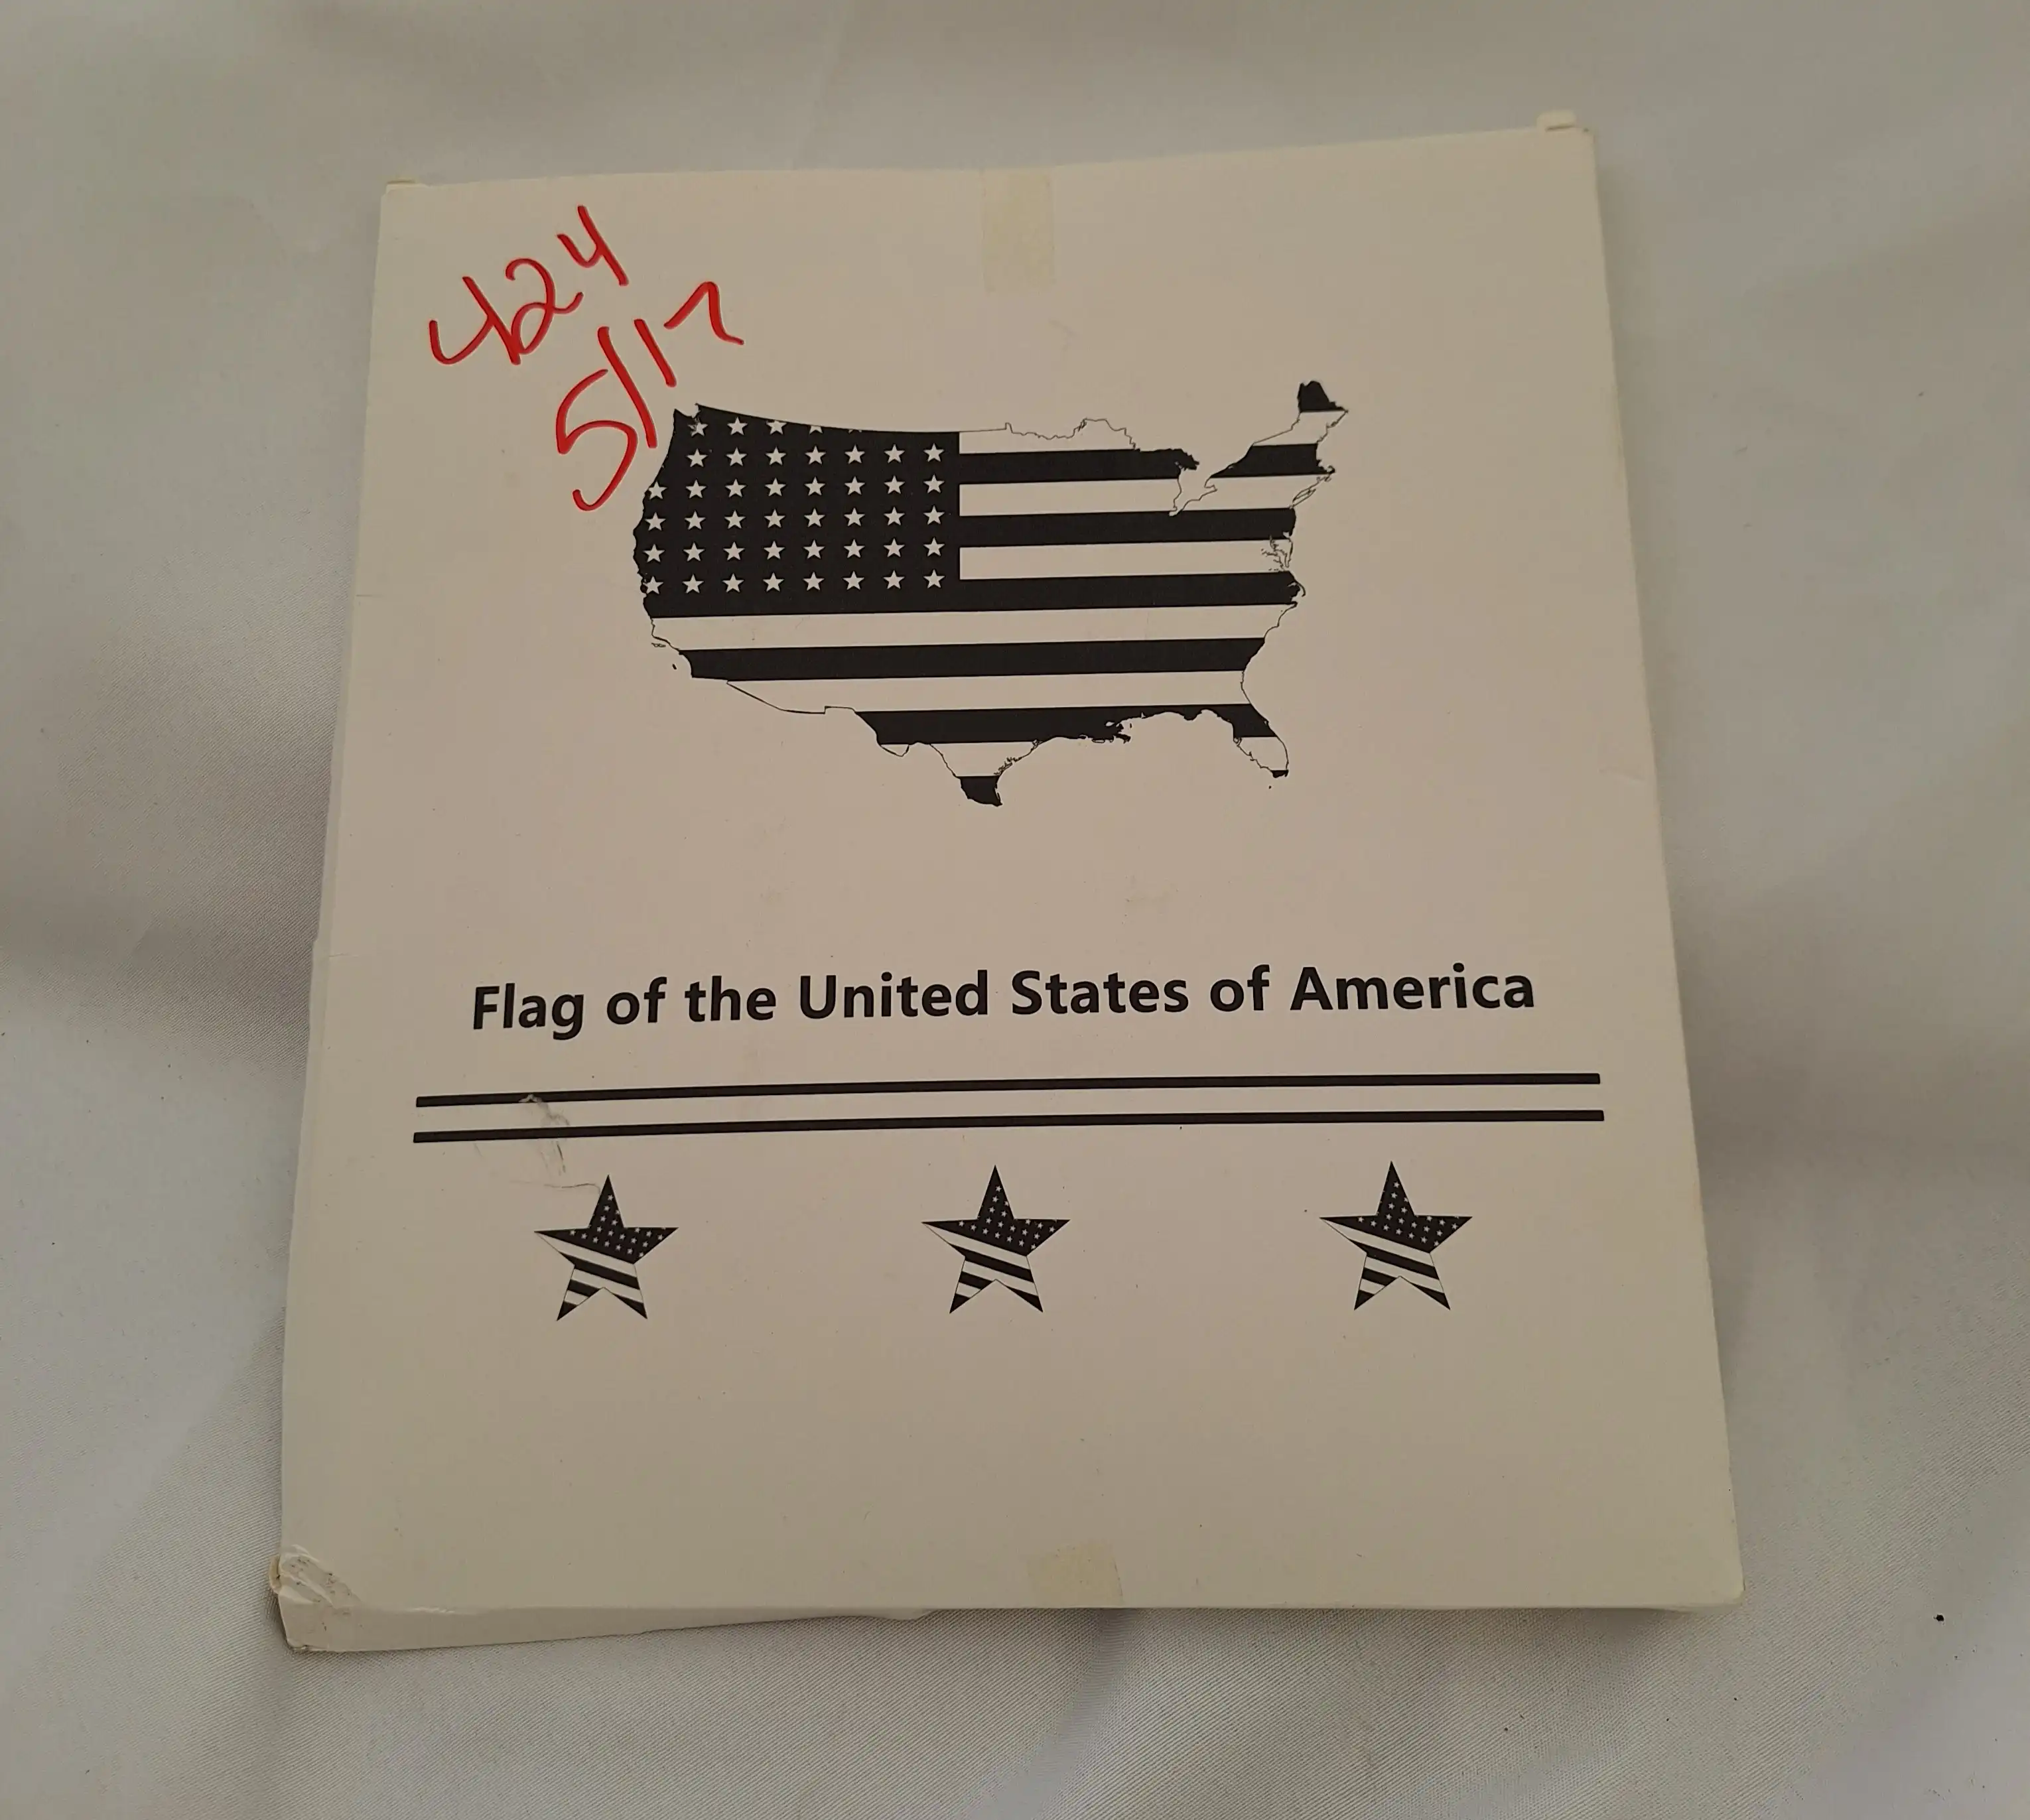 424
5/17
Flag of the United States of America